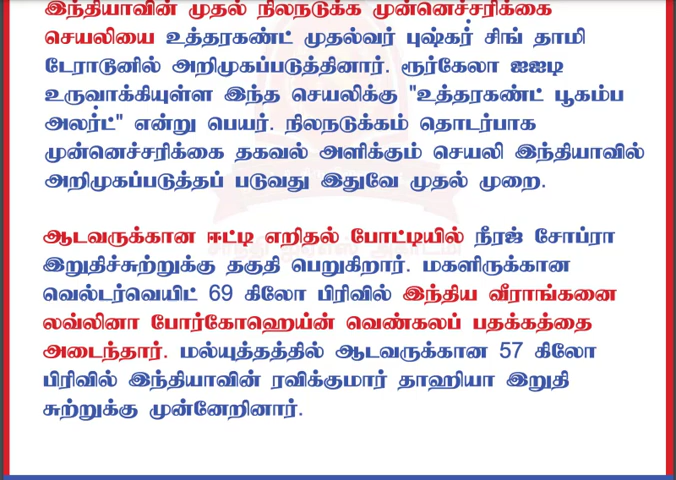 இந்தியாவின் முதல் நிலநடுக்க முன்னெச்சரிக்கை
செயலியை உத்தரகண்ட் முதல்வர் புஷ்கர் சிங் தாமி
டேராடூனில் அறிமுகப்படுத்தினார். ரூர்கேலா ஐஐடி
உருவாக்கியுள்ள இந்த செயலிக்கு "உத்தரகண்ட் பூகம்ப
அலர்ட்" என்று பெயர். நிலநடுக்கம் தொடர்பாக
முன்னெச்சரிக்கை தகவல் அளிக்கும் செயலி இந்தியாவில்
அறிமுகப்படுத்தப் படுவது இதுவே முதல் முறை.
ஆடவருக்கான ஈட்டி எறிதல் போட்டியில் நீரஜ் சோப்ரா
இறுதிச்சுற்றுக்கு தகுதி பெறுகிறார். மகளிருக்கான
வெல்டர்வெயிட் 69 கிலோ பிரிவில் இந்திய வீராங்கனை
லவ்லினா போர்கோஹெய்ன் வெண்கலப் பதக்கத்தை
அடைந்தார். மல்யுத்தத்தில் ஆடவருக்கான 57 கிலோ
பிரிவில் இந்தியாவின் ரவிக்குமார் தாஹியா இறுதி
சுற்றுக்கு முன்னேறினார்.